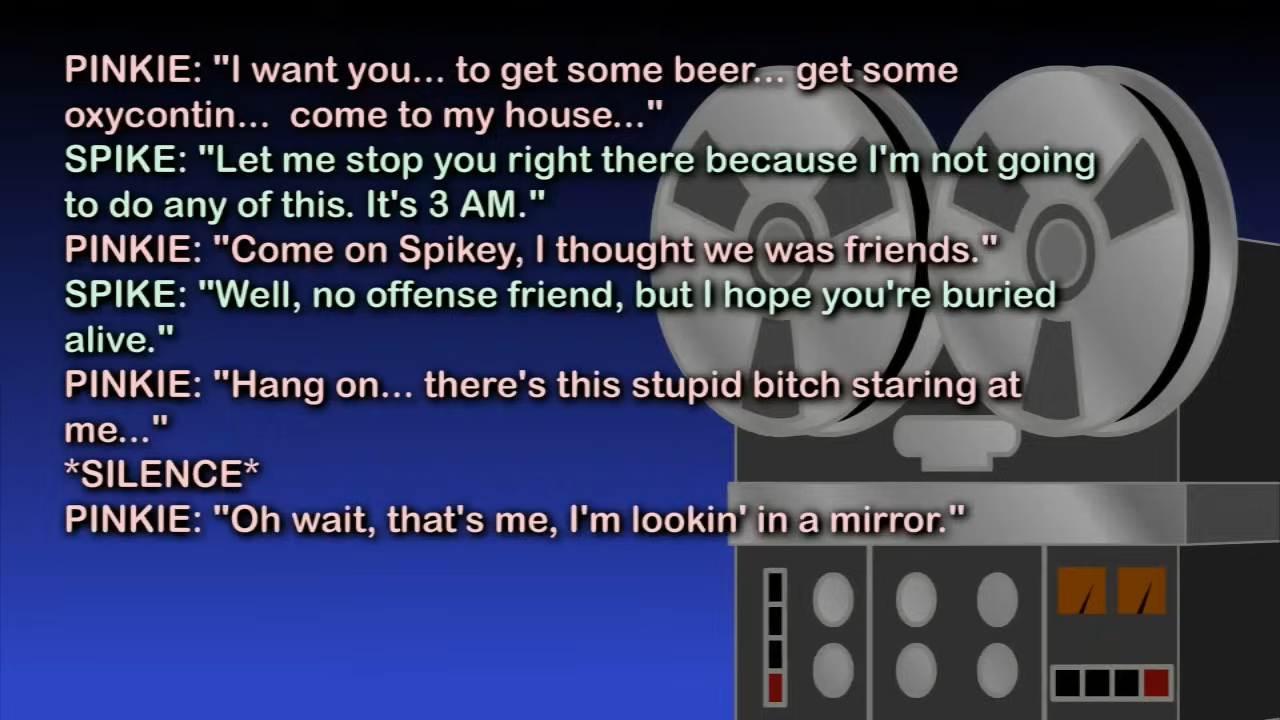 PINKIE: "I want you... to get some beer... get some
oxycontin...  come to my house..."
SPIKE: "Let me stop you right there because I'm not going
to do any of this. It's 3 AM."
PINKIE: "Come on Spikey, I thought we was friends."
SPIKE: "Well, no offense friend, but I hope you're buried
alive."
PINKIE: "Hang on... there's this stupid bitch staring at
me..."
*SILENCE*
PINKIE: "Oh wait, that's me, I'm lookin' in a mirror."